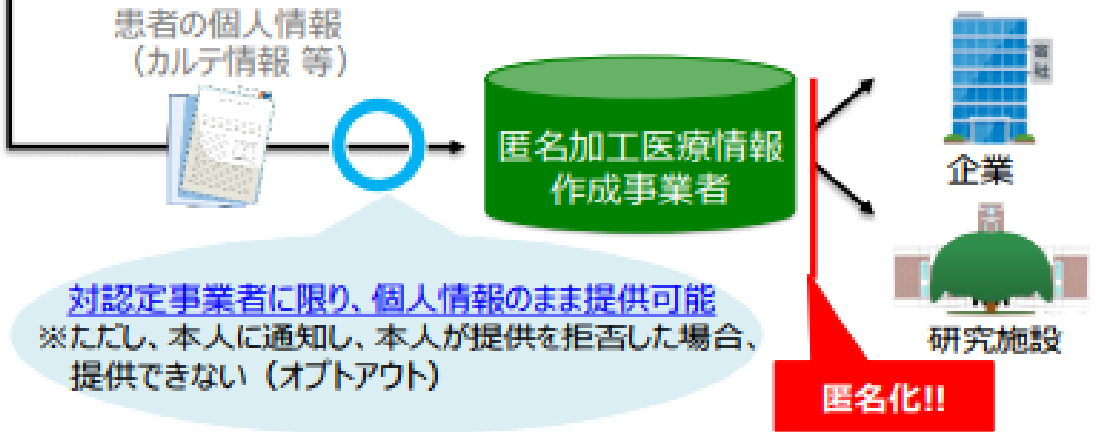 患者の個人情報
（カルテ情報 等）
匿名加工医療情報
作成事業者
企業
研究施設
対認定事業者に限り、個人情報のまま提供可能
※ただし、本人に通知し、本人が提供を拒否した場合、
提供できない（オプトアウト）
匿名化!!